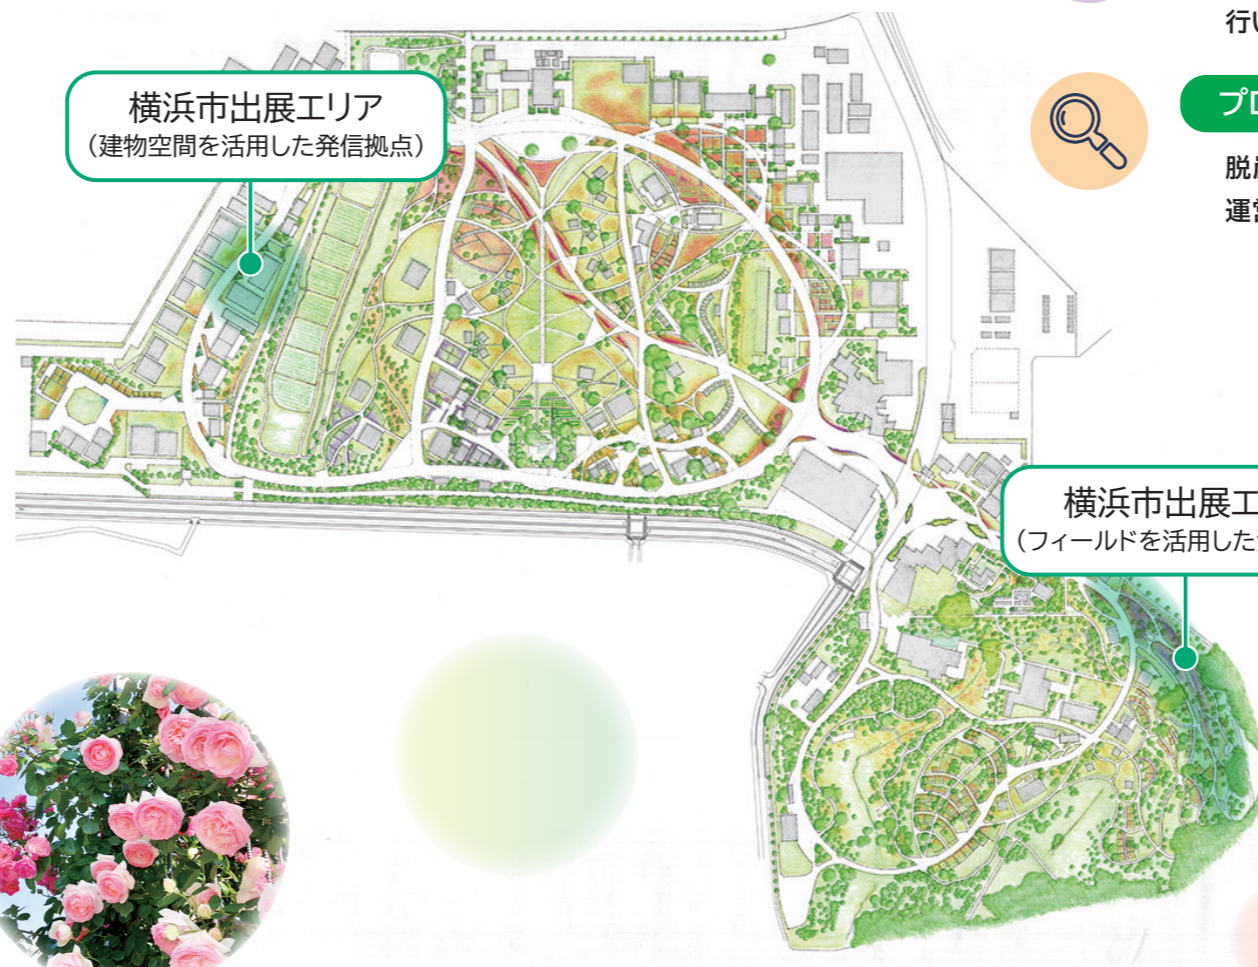 行い
プロ
脱炭
運営
横浜市出展エリア
（建物空間を活用した発信拠点）
横浜市出展エ
（フィールドを活用した